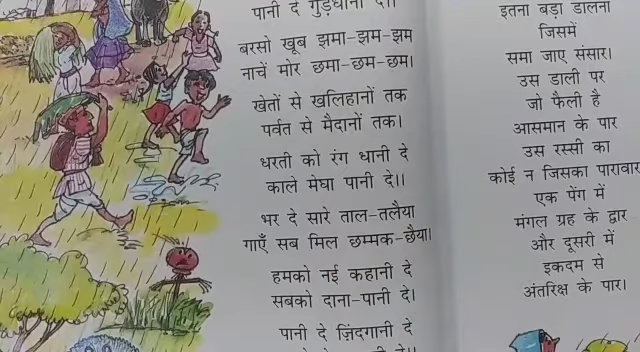 पानी दे गुड़धानी दे।।
बरसो खूब झमा-झम-झम
नाचें मोर छमा-छम-छम।
खेतों से खलिहानों तक
पर्वत से मैदानों तक।
धरती को रंग धानी दे
काले मेघा पानी दे।।
भर दे सारे ताल-तलैया
गाएँ सब मिल छम्मक-छैया।
हमको नई कहानी दे
सबको दाना-पानी दे।
पानी दे ज़िंदगानी दे
इतना बड़ा डालना
जिसमें
समा जाए संसार।
उस डाली पर
जो फैली है
आसमान के पार
उस रस्सी का
कोई न जिसका पारावार
एक पेंग में
मंगल ग्रह के द्वार
और दूसरी में
इकदम से
अंतरिक्ष के पार।